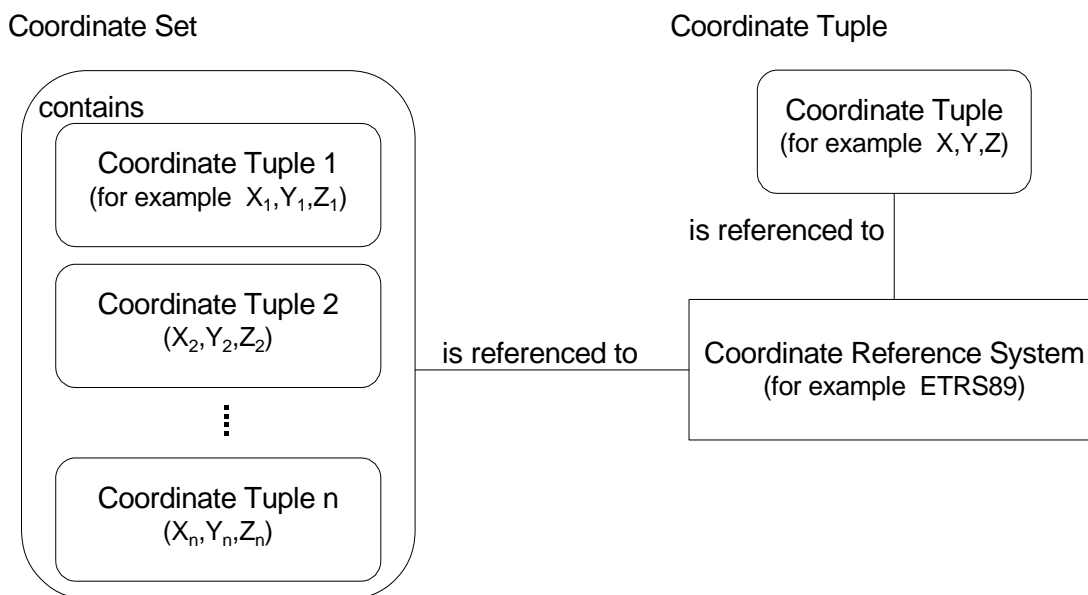 Coordinate Set
contains
Coordinate Tuple 1
(for example X₁,Y₁,Z₁)
Coordinate Tuple 2
(X₂,Y₂,Z₂)
Coordinate Tuple n
(Xₙ,Yₙ,Zₙ)
is referenced to
Coordinate Tuple
Coordinate Tuple
(for example X,Y,Z)
is referenced to
Coordinate Reference System
(for example ETRS89)